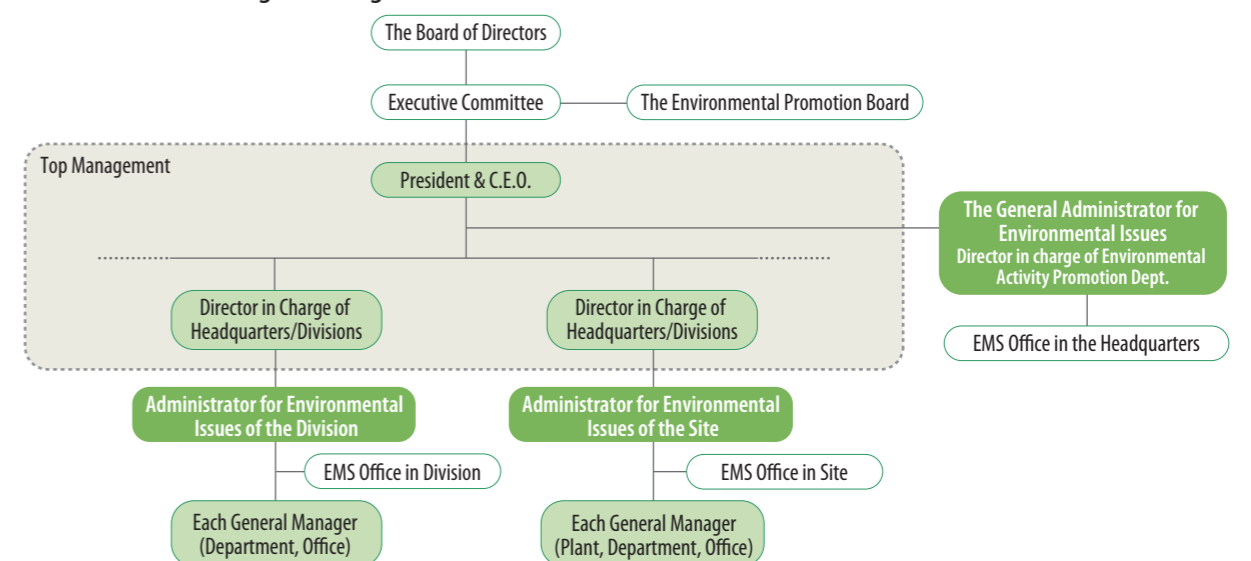 The Board of Directors
Executive Committee
The Environmental Promotion Board
Top Management
President & C.E.O.
The General Administrator for
Environmental Issues
Director in charge of Environmental
Activity Promotion Dept.
Director in Charge of
Headquarters/Divisions
Director in Charge of
Headquarters/Divisions
EMS Office in the Headquarters
Administrator for Environmental
Issues of the Division
Administrator for Environmental
Issues of the Site
EMS Office in Division
EMS Office in Site
Each General Manager
(Department, Office)
Each General Manager
(Plant, Department, Office)